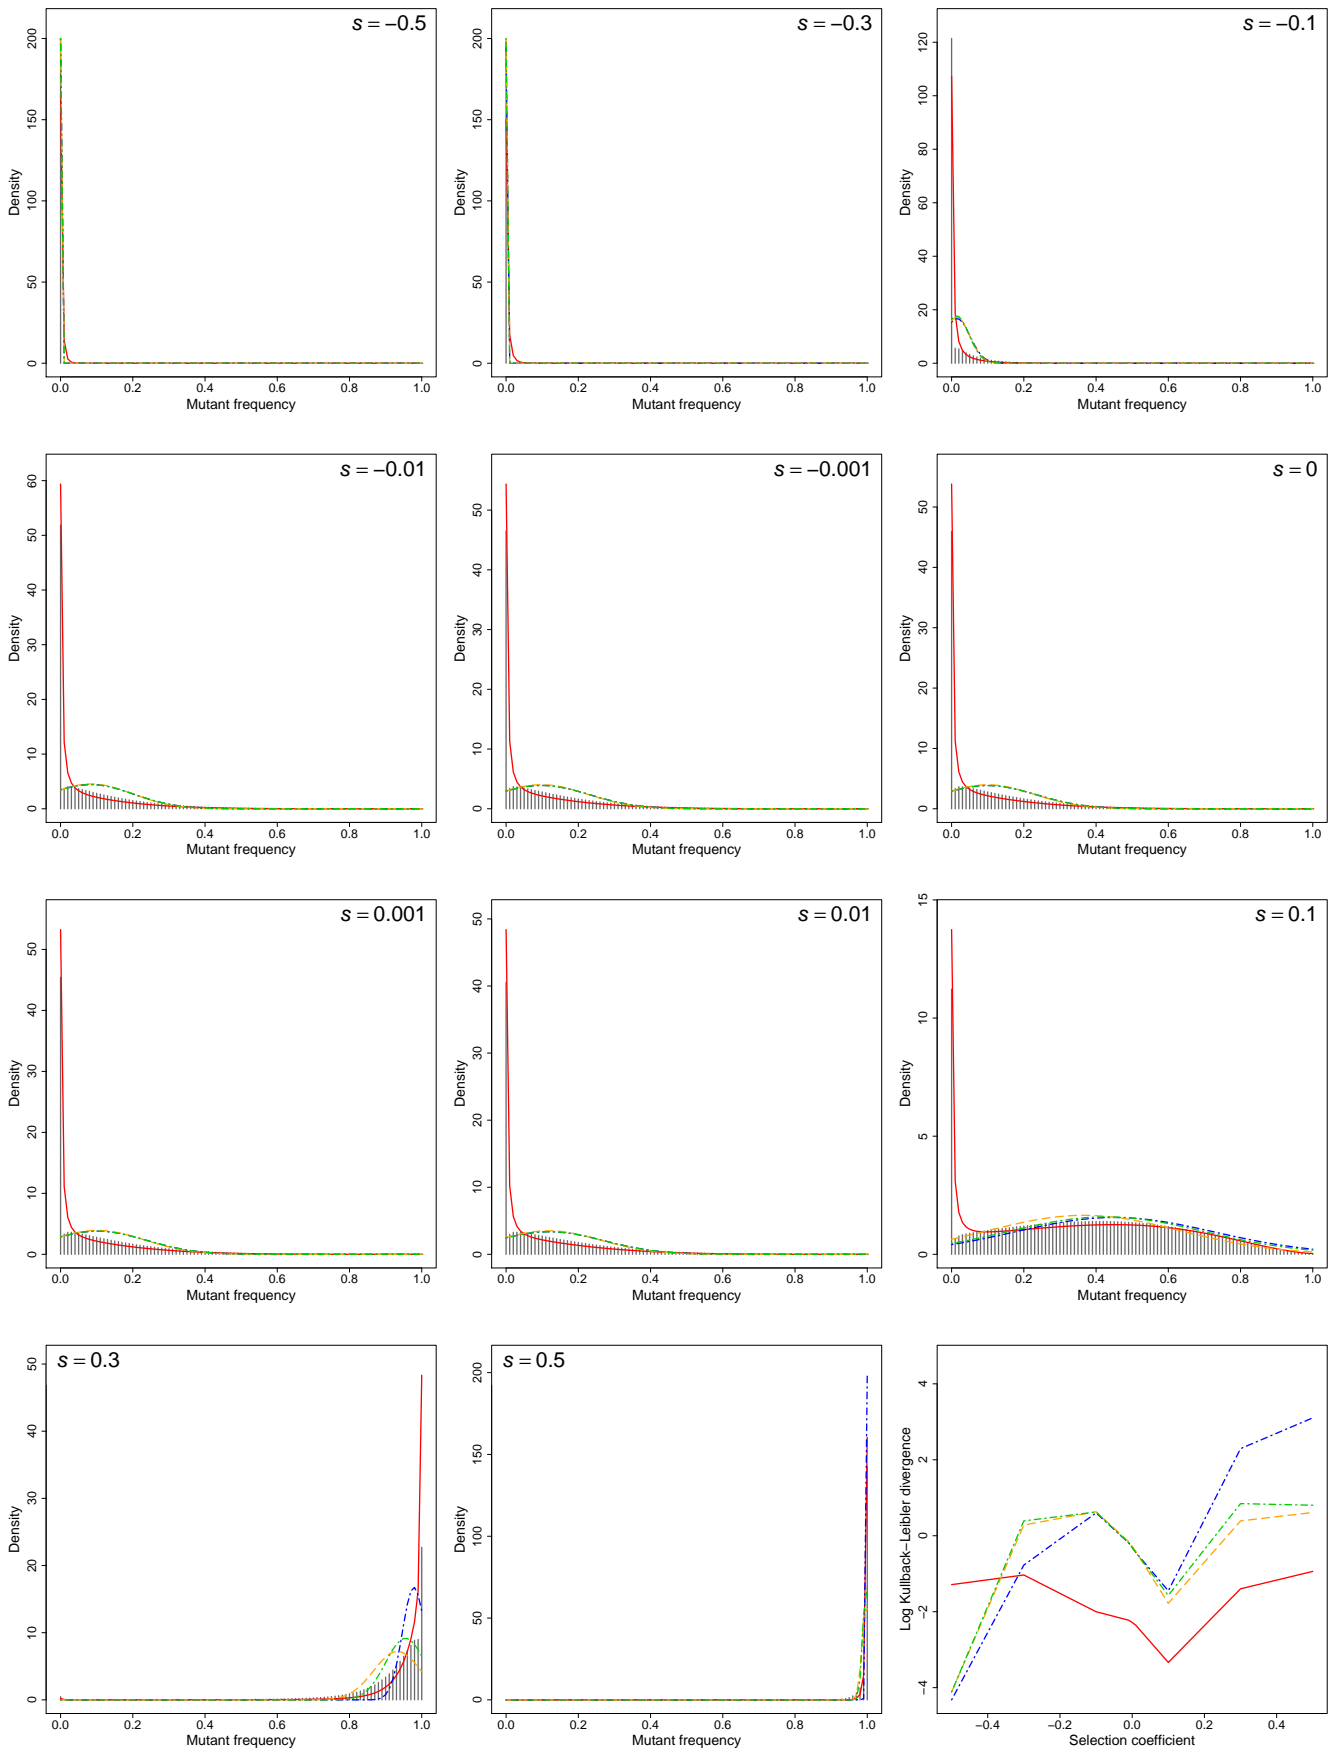 s = −0.5
Density
0 50 100 150 200
0.0 0.2 0.4 0.6 0.8 1.0
Mutant frequency
s = −0.3
Density
0 50 100 150 200
0.0 0.2 0.4 0.6 0.8 1.0
Mutant frequency
s = −0.1
Density
0 20 40 60 80 100 120
0.0 0.2 0.4 0.6 0.8 1.0
Mutant frequency
s = −0.01
Density
0 10 20 30 40 50 60
0.0 0.2 0.4 0.6 0.8 1.0
Mutant frequency
s = −0.001
Density
0 10 20 30 40 50
0.0 0.2 0.4 0.6 0.8 1.0
Mutant frequency
s = 0
Density
0 10 20 30 40 50
0.0 0.2 0.4 0.6 0.8 1.0
Mutant frequency
s = 0.001
Density
0 10 20 30 40 50
0.0 0.2 0.4 0.6 0.8 1.0
Mutant frequency
s = 0.01
Density
0 10 20 30 40 50
0.0 0.2 0.4 0.6 0.8 1.0
Mutant frequency
s = 0.1
Density
0 5 10 15
0.0 0.2 0.4 0.6 0.8 1.0
Mutant frequency
s = 0.3
Density
0 10 20 30 40 50
0.0 0.2 0.4 0.6 0.8 1.0
Mutant frequency
s = 0.5
Density
0 50 100 150 200
0.0 0.2 0.4 0.6 0.8 1.0
Mutant frequency
Log Kullback−Leibler divergence
−4 −2 0 2 4
−0.4 −0.2 0.0 0.2 0.4
Selection coefficient